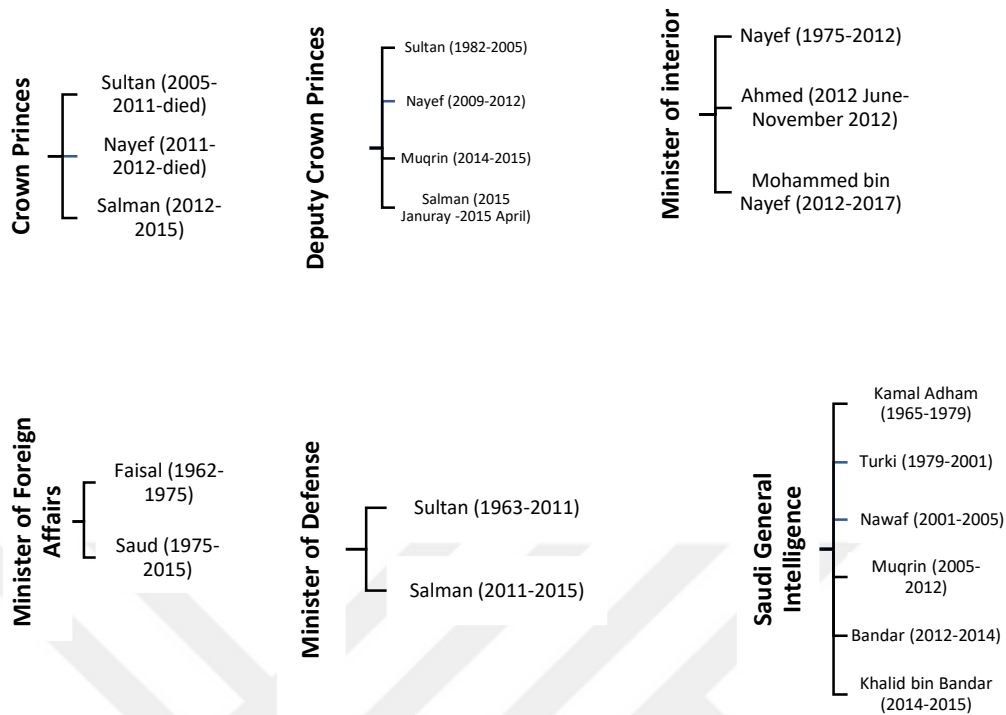 Crown Princes
Sultan (2005-
2011-died)
Nayef (2011-
2012-died)
Salman (2012-
2015)
Deputy Crown Princes
Sultan (1982-2005)
Nayef (2009-2012)
Muqrin (2014-2015)
Salman (2015
Januray -2015 April)
Minister of interior
Nayef (1975-2012)
Ahmed (2012 June-
November 2012)
Mohammed bin
Nayef (2012-2017)
Minister of Foreign
Affairs
Faisal (1962-
1975)
Saud (1975-
2015)
Minister of Defense
Sultan (1963-2011)
Salman (2011-2015)
Saudi General
Intelligence
Kamal Adham
(1965-1979)
Turki (1979-2001)
Nawaf (2001-2005)
Muqrin (2005-
2012)
Bandar (2012-2014)
Khalid bin Bandar
(2014-2015)